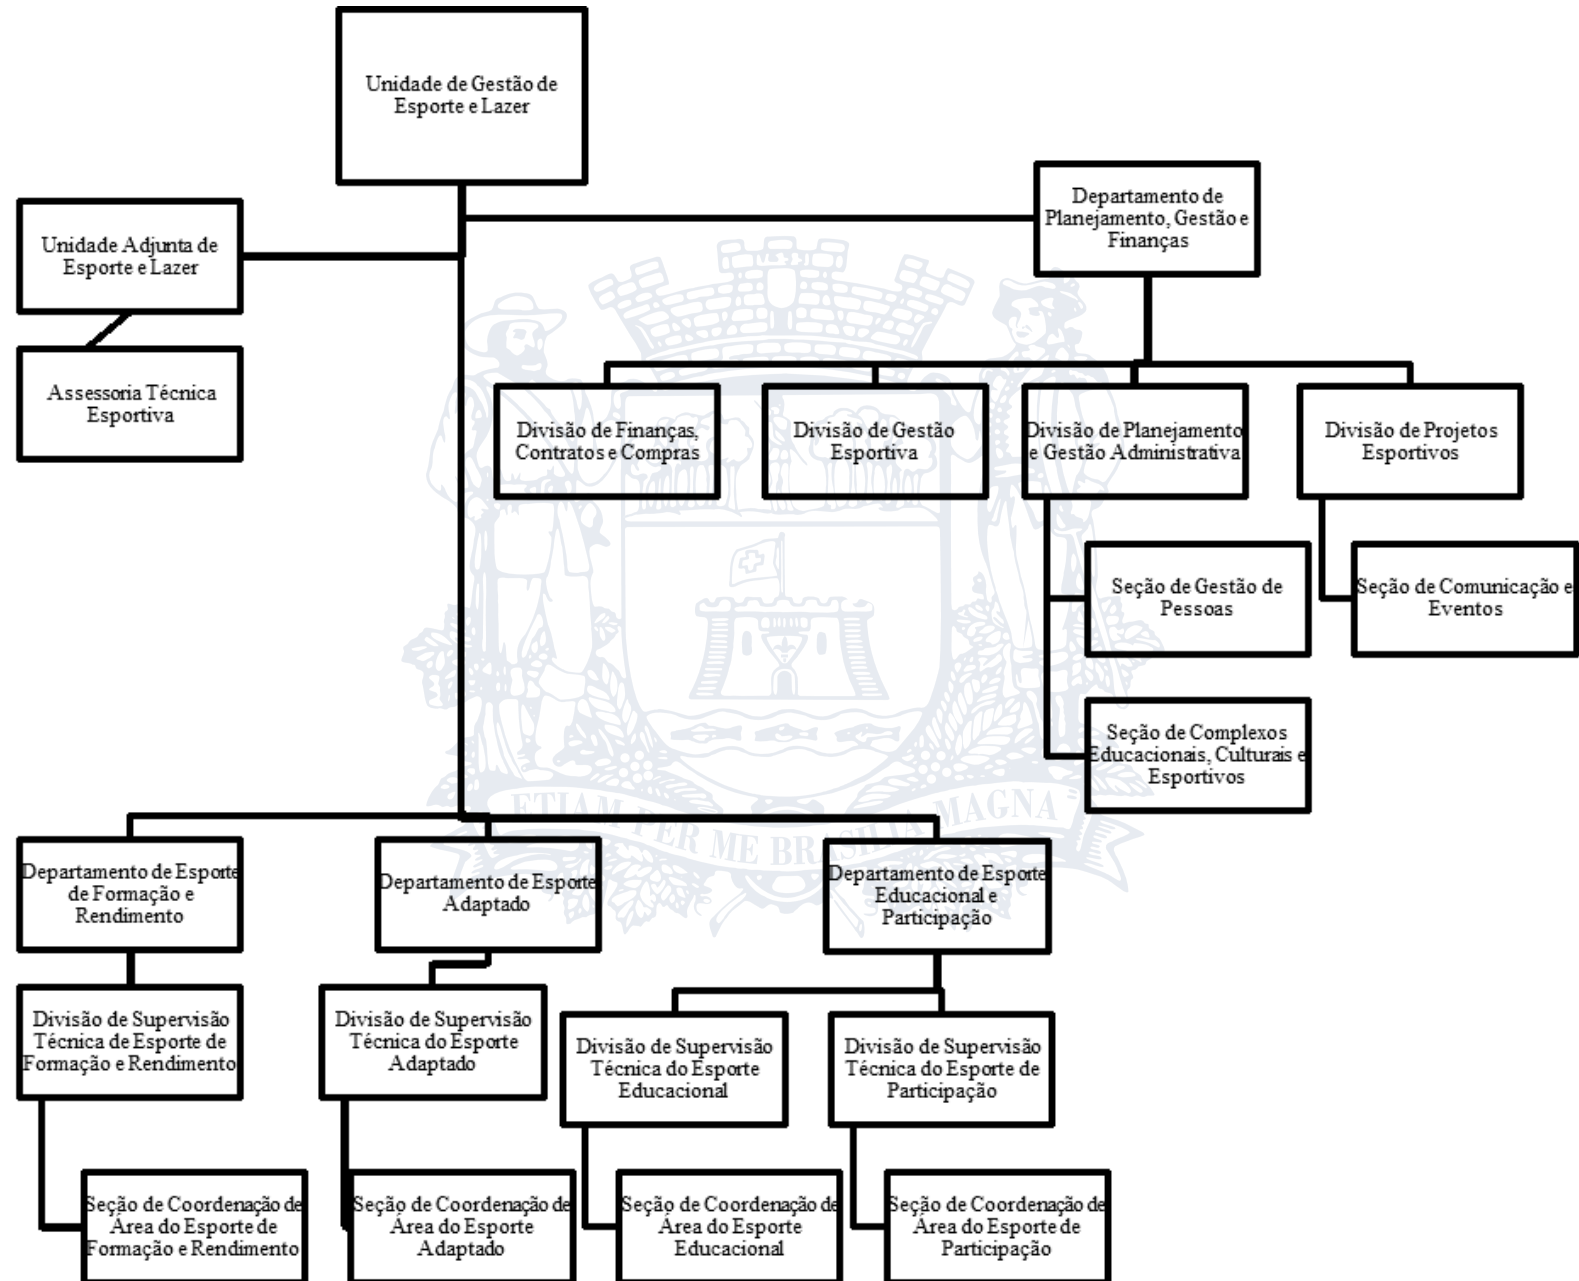 Unidade de Gestão de
Esporte e Lazer
Departamento de
Planejamento, Gestão e
Finanças
Unidade Adjunta de
Esporte e Lazer
Assessoria Técnica
Esportiva
Divisão de Finanças,
Contratos e Compras
Divisão de Gestão
Esportiva
Divisão de Planejamento
e Gestão Administrativa
Divisão de Projetos
Esportivos
Seção de Gestão de
Pessoas
Seção de Comunicação e
Eventos
Seção de Complexos
Educacionais, Culturais e
Esportivos
ETIAM PER ME BRASILIA MAGNA
Departamento de Esporte
de Formação e
Rendimento
Departamento de Esporte
Adaptado
Departamento de Esporte
Educacional e
Participação
Divisão de Supervisão
Técnica de Esporte de
Formação e Rendimento
Divisão de Supervisão
Técnica do Esporte
Adaptado
Divisão de Supervisão
Técnica do Esporte
Educacional
Divisão de Supervisão
Técnica do Esporte de
Participação
Seção de Coordenação de
Área do Esporte de
Formação e Rendimento
Seção de Coordenação de
Área do Esporte
Adaptado
Seção de Coordenação de
Área do Esporte
Educacional
Seção de Coordenação de
Área do Esporte de
Participação